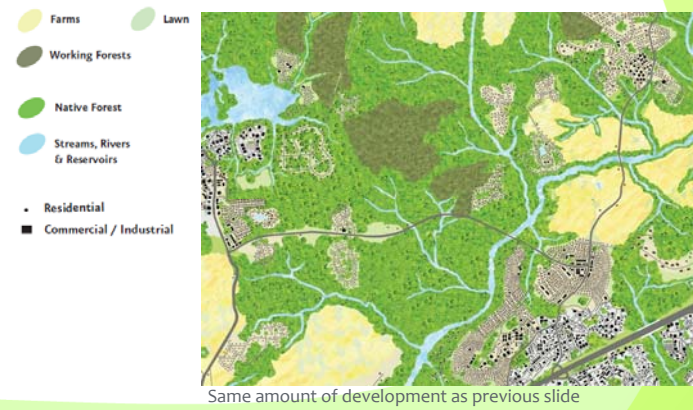 Farms
Lawn
Working Forests
Native Forest
Streams, Rivers
& Reservoirs
Residential
Commercial / Industrial
Same amount of development as previous slide